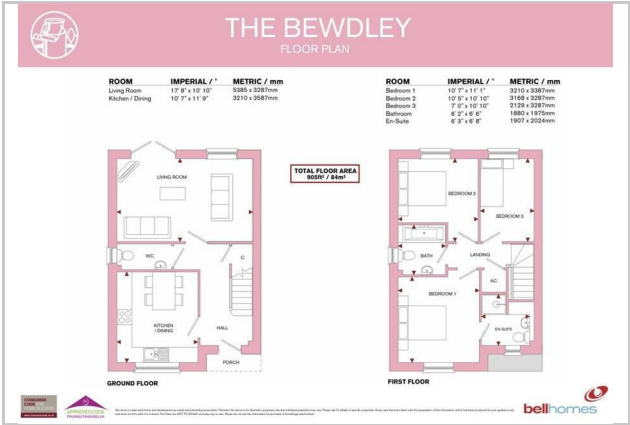 THE BEWDLEY
FLOOR PLAN
ROOM IMPERIAL / " METRIC / mm
Living Room 17' 8" x 10' 10" 5385 x 3287mm
Kitchen / Dining 10' 7" x 11' 9" 3210 x 3587mm
ROOM IMPERIAL / " METRIC / mm
Bedroom 1 10' 7" x 11' 1" 3210 x 3387mm
Bedroom 2 10' 5" x 10' 10" 3168 x 3287mm
Bedroom 3 7' 0" x 10' 10" 2129 x 3287mm
Bathroom 6' 2" x 6' 6" 1880 x 1975mm
En-Suite 6' 3" x 6' 8" 1907 x 2024mm
TOTAL FLOOR AREA
905ft² / 84m²
LIVING ROOM
WC
C
KITCHEN
/ DINING
HALL
PORCH
GROUND FLOOR
BEDROOM 2
BEDROOM 3
BATH
LANDING
AC
BEDROOM 1
EN-SUITE
FIRST FLOOR
CONSUMER
CODE
APPROVED CODE
bellhomes